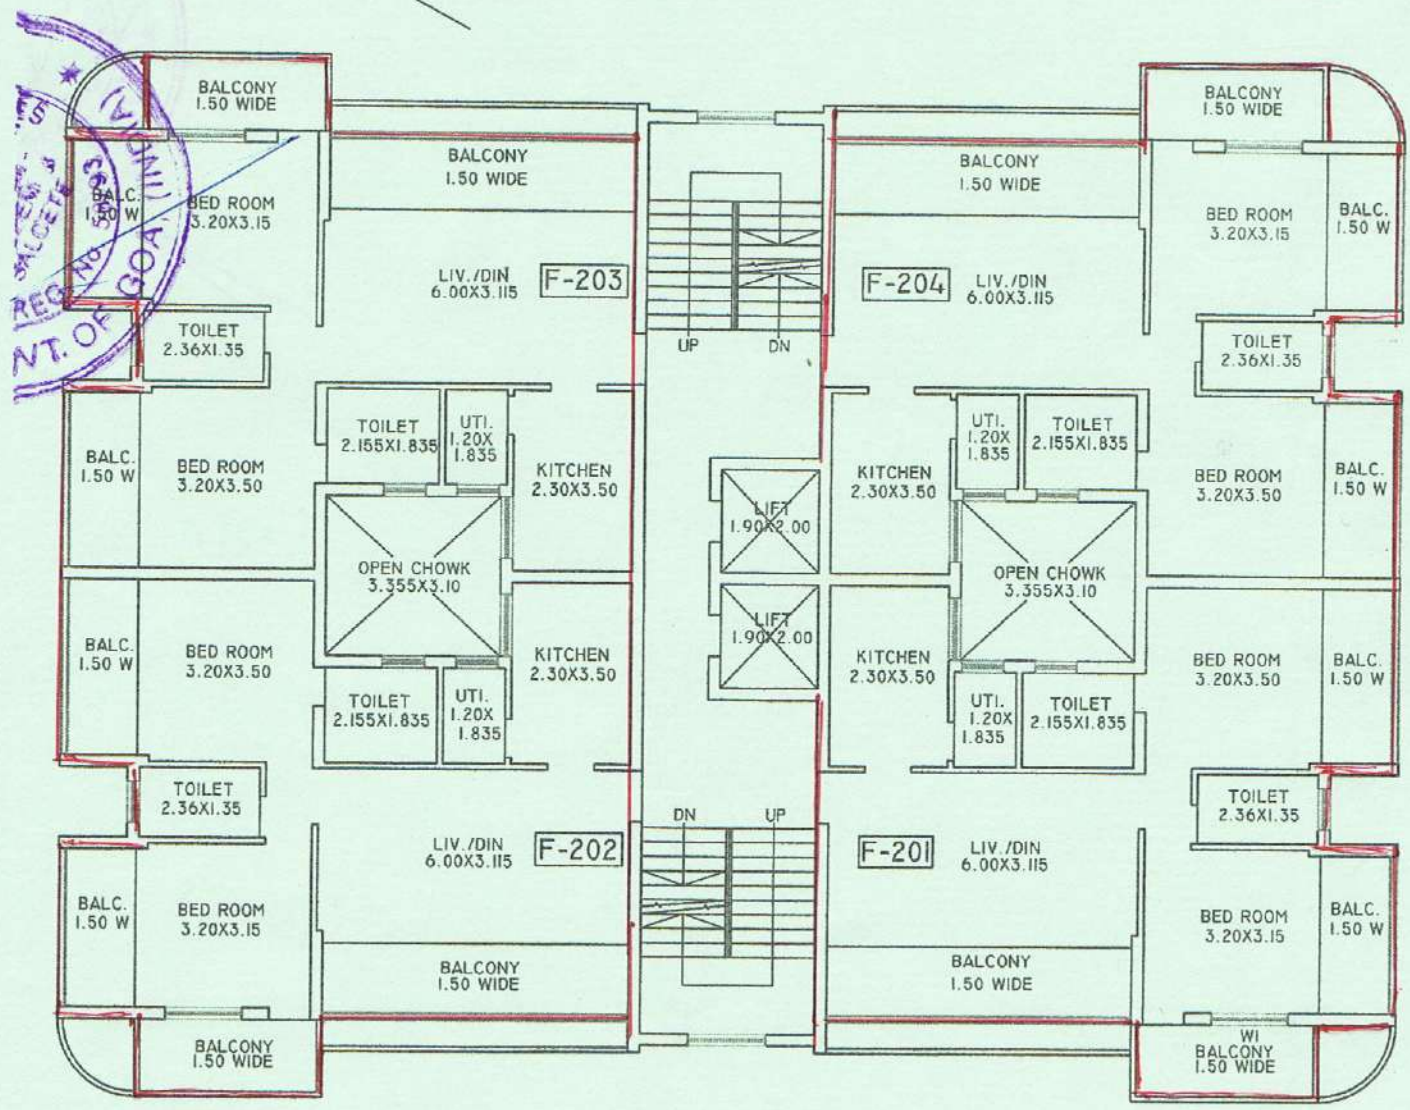 BALCONY
1.50 WIDE
BALC.
1.50 W
BED ROOM
3.20X3.15
BALCONY
1.50 WIDE
LIV./DIN
6.00X3.115
F-203
TOILET
2.36X1.35
BALC.
1.50 W
BED ROOM
3.20X3.50
TOILET
2.155X1.835
UTI.
1.20X
1.835
KITCHEN
2.30X3.50
OPEN CHOWK
3.355X3.10
UP
DN
BALCONY
1.50 WIDE
BALCONY
1.50 WIDE
BED ROOM
3.20X3.15
BALC.
1.50 W
F-204
LIV./DIN
6.00X3.115
TOILET
2.36X1.35
KITCHEN
2.30X3.50
UTI.
1.20X
1.835
TOILET
2.155X1.835
BED ROOM
3.20X3.50
BALC.
1.50 W
LIFT
1.90X2.00
LIFT
1.90X2.00
OPEN CHOWK
3.355X3.10
BALC.
1.50 W
BED ROOM
3.20X3.50
TOILET
2.155X1.835
UTI.
1.20X
1.835
KITCHEN
2.30X3.50
TOILET
2.36X1.35
LIV./DIN
6.00X3.115
F-202
BALC.
1.50 W
BED ROOM
3.20X3.15
BALCONY
1.50 WIDE
BALCONY
1.50 WIDE
DN
UP
KITCHEN
2.30X3.50
UTI.
1.20X
1.835
TOILET
2.155X1.835
BED ROOM
3.20X3.50
BALC.
1.50 W
F-201
LIV./DIN
6.00X3.115
TOILET
2.36X1.35
BED ROOM
3.20X3.15
BALC.
1.50 W
BALCONY
1.50 WIDE
W1
BALCONY
1.50 WIDE
NT. OF GOA, (INDIA)
REG. No.